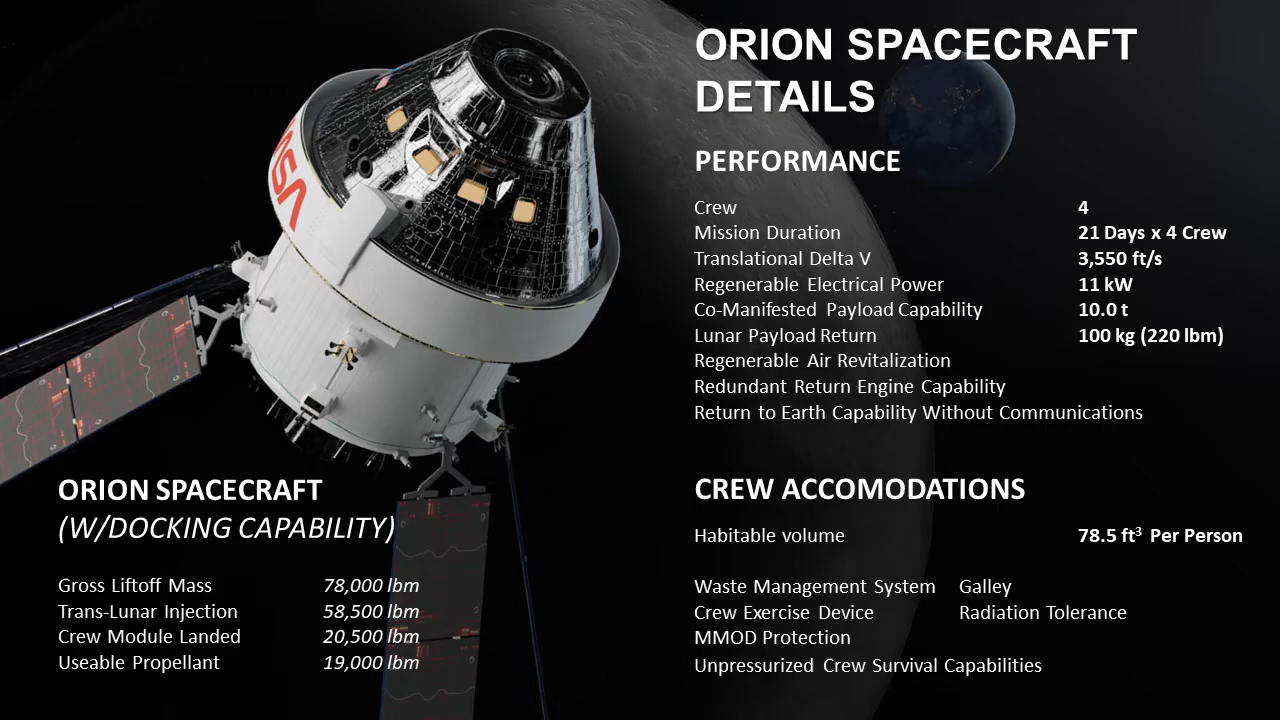 ORION SPACECRAFT
DETAILS
PERFORMANCE
Crew 4
Mission Duration 21 Days x 4 Crew
Translational Delta V 3,550 ft/s
Regenerable Electrical Power 11 kW
Co-Manifested Payload Capability 10.0 t
Lunar Payload Return 100 kg (220 lbm)
Regenerable Air Revitalization
Redundant Return Engine Capability
Return to Earth Capability Without Communications
CREW ACCOMODATIONS
Habitable volume 78.5 ft³ Per Person
Waste Management System Galley
Crew Exercise Device Radiation Tolerance
MMOD Protection
Unpressurized Crew Survival Capabilities
ORION SPACECRAFT
(W/DOCKING CAPABILITY)
Gross Liftoff Mass 78,000 lbm
Trans-Lunar Injection 58,500 lbm
Crew Module Landed 20,500 lbm
Useable Propellant 19,000 lbm